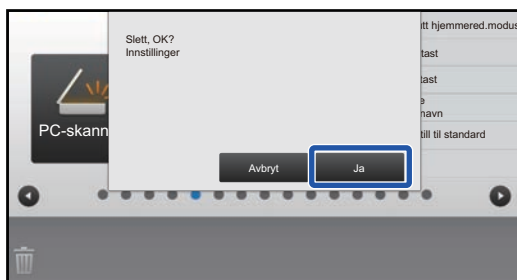 Slett, OK?
Innstillinger
Avbryt
Ja
PC-skann
tt hjemmered.modus
tast
tast
e
navn
till til standard